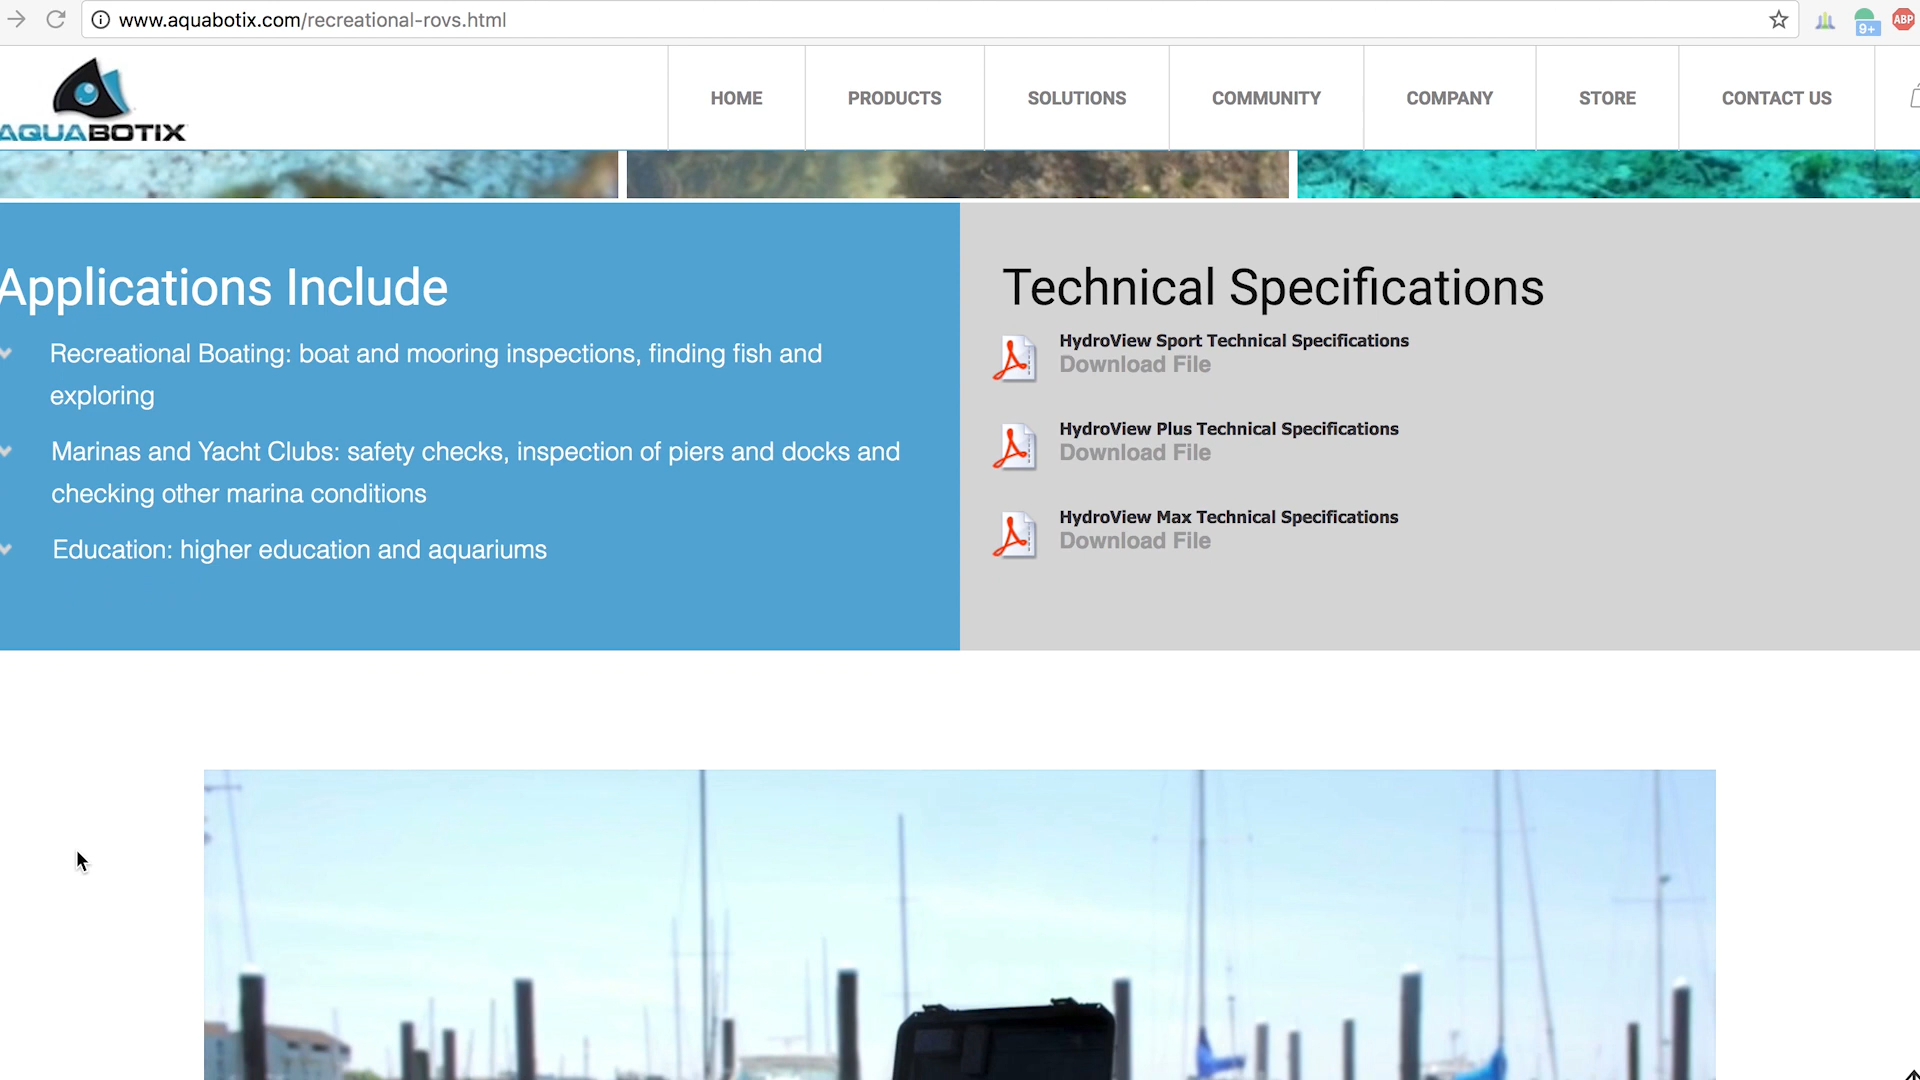 www.aquabotix.com/recreational-rovs.html
9+
ABP
AQUABOTIX
HOME
PRODUCTS
SOLUTIONS
COMMUNITY
COMPANY
STORE
CONTACT US
Applications Include
Recreational Boating: boat and mooring inspections, finding fish and
exploring
Marinas and Yacht Clubs: safety checks, inspection of piers and docks and
checking other marina conditions
Education: higher education and aquariums
Technical Specifications
HydroView Sport Technical Specifications
Download File
HydroView Plus Technical Specifications
Download File
HydroView Max Technical Specifications
Download File